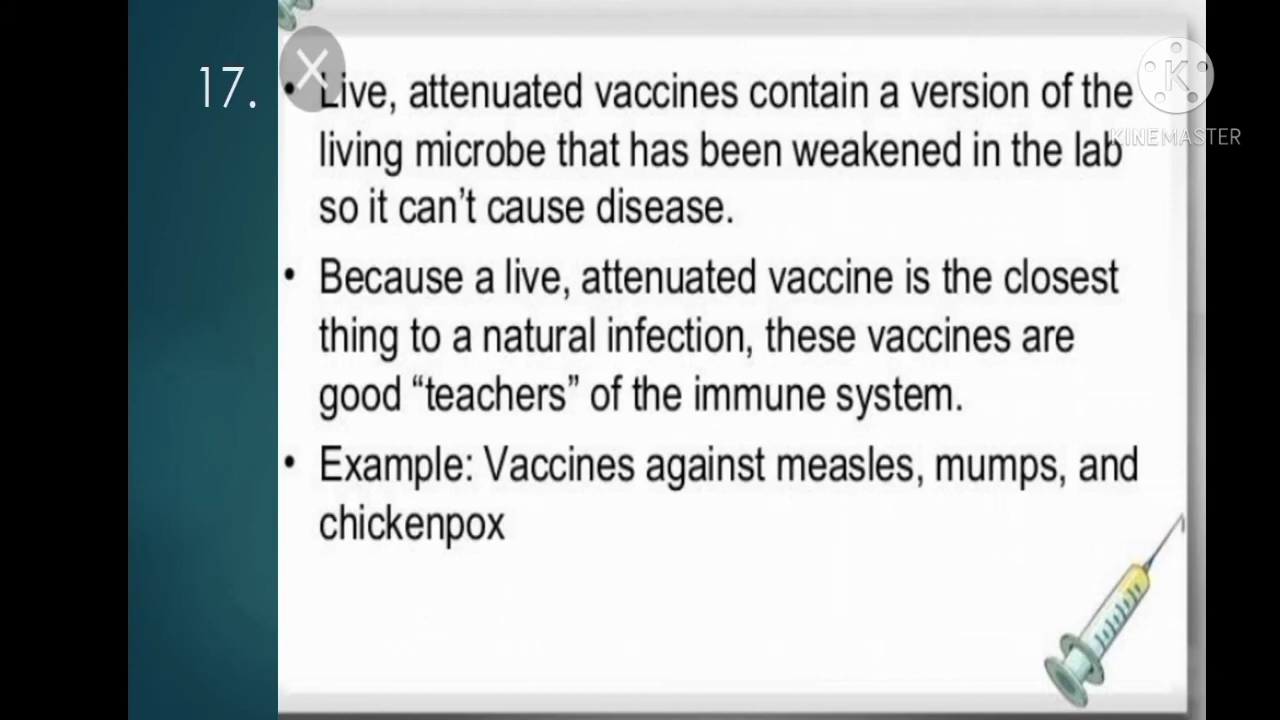 17.
• Live, attenuated vaccines contain a version of the
living microbe that has been weakened in the lab
so it can't cause disease.
• Because a live, attenuated vaccine is the closest
thing to a natural infection, these vaccines are
good “teachers” of the immune system.
• Example: Vaccines against measles, mumps, and
chickenpox
K
KINEMASTER